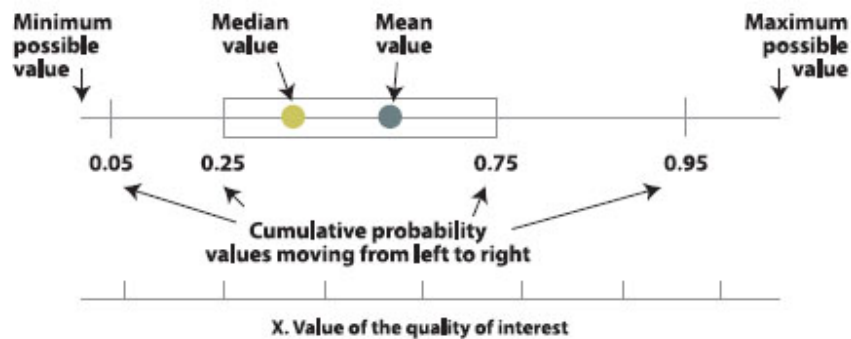 Minimum
possible
value
Median
value
Mean
value
Maximum
possible
value
0.05
0.25
0.75
0.95
Cumulative probability
values moving from left to right
X. Value of the quality of interest